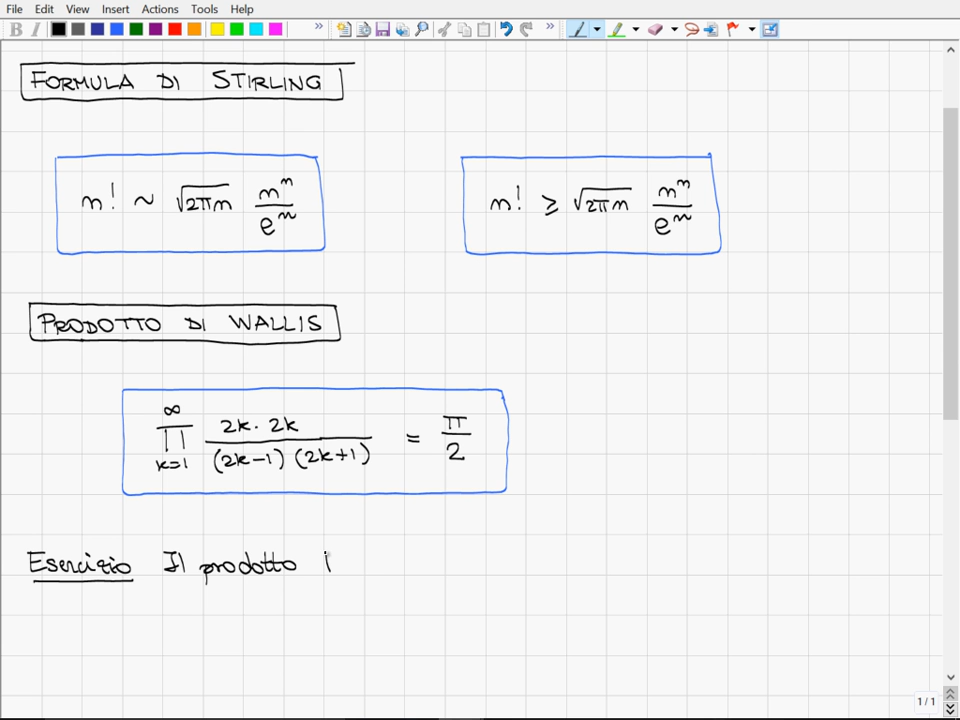 File Edit View Insert Actions Tools Help
B I
FORMULA DI STIRLING
n! ~ √2πn n^n/e^n
n! ≥ √2πn n^n/e^n
PRODOTTO DI WALLIS
∞∏k=1 2k · 2k/(2k-1)(2k+1) = π/2
Esercizio Il prodotto i
1 / 1